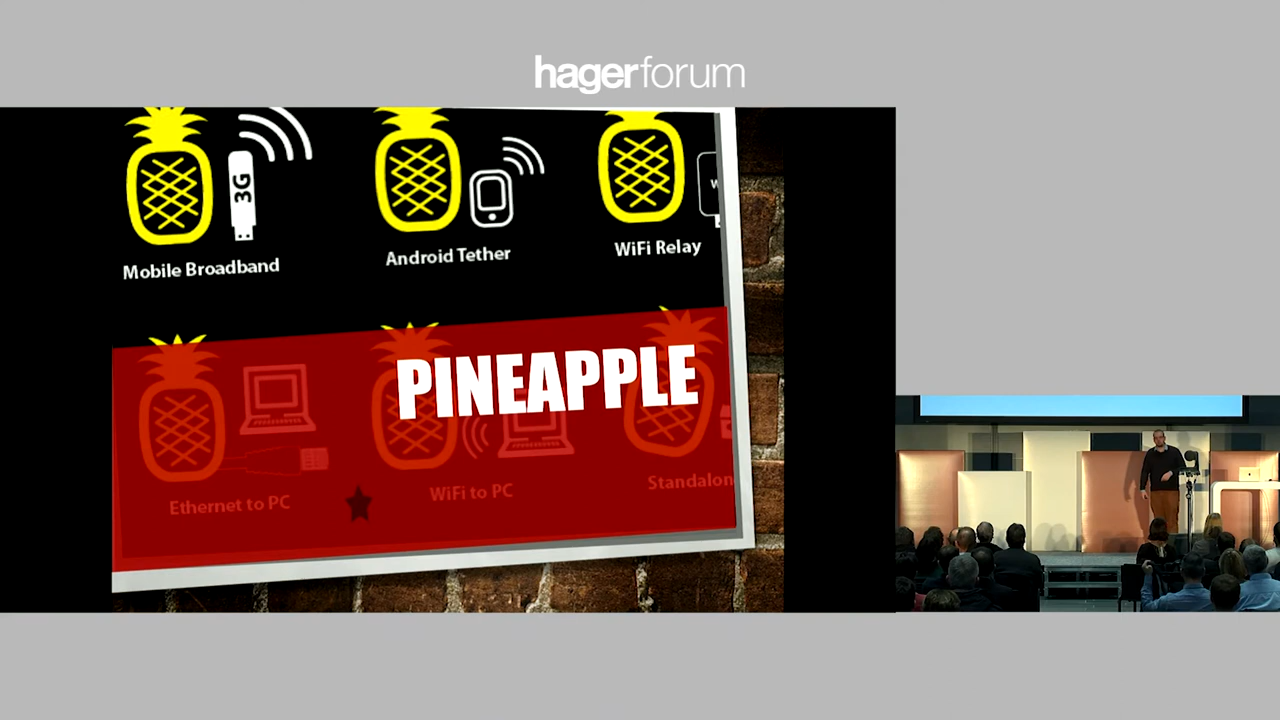 hagerforum
3G
Mobile Broadband
Android Tether
WiFi Relay
PINEAPPLE
Ethernet to PC
WiFi to PC
Standalon